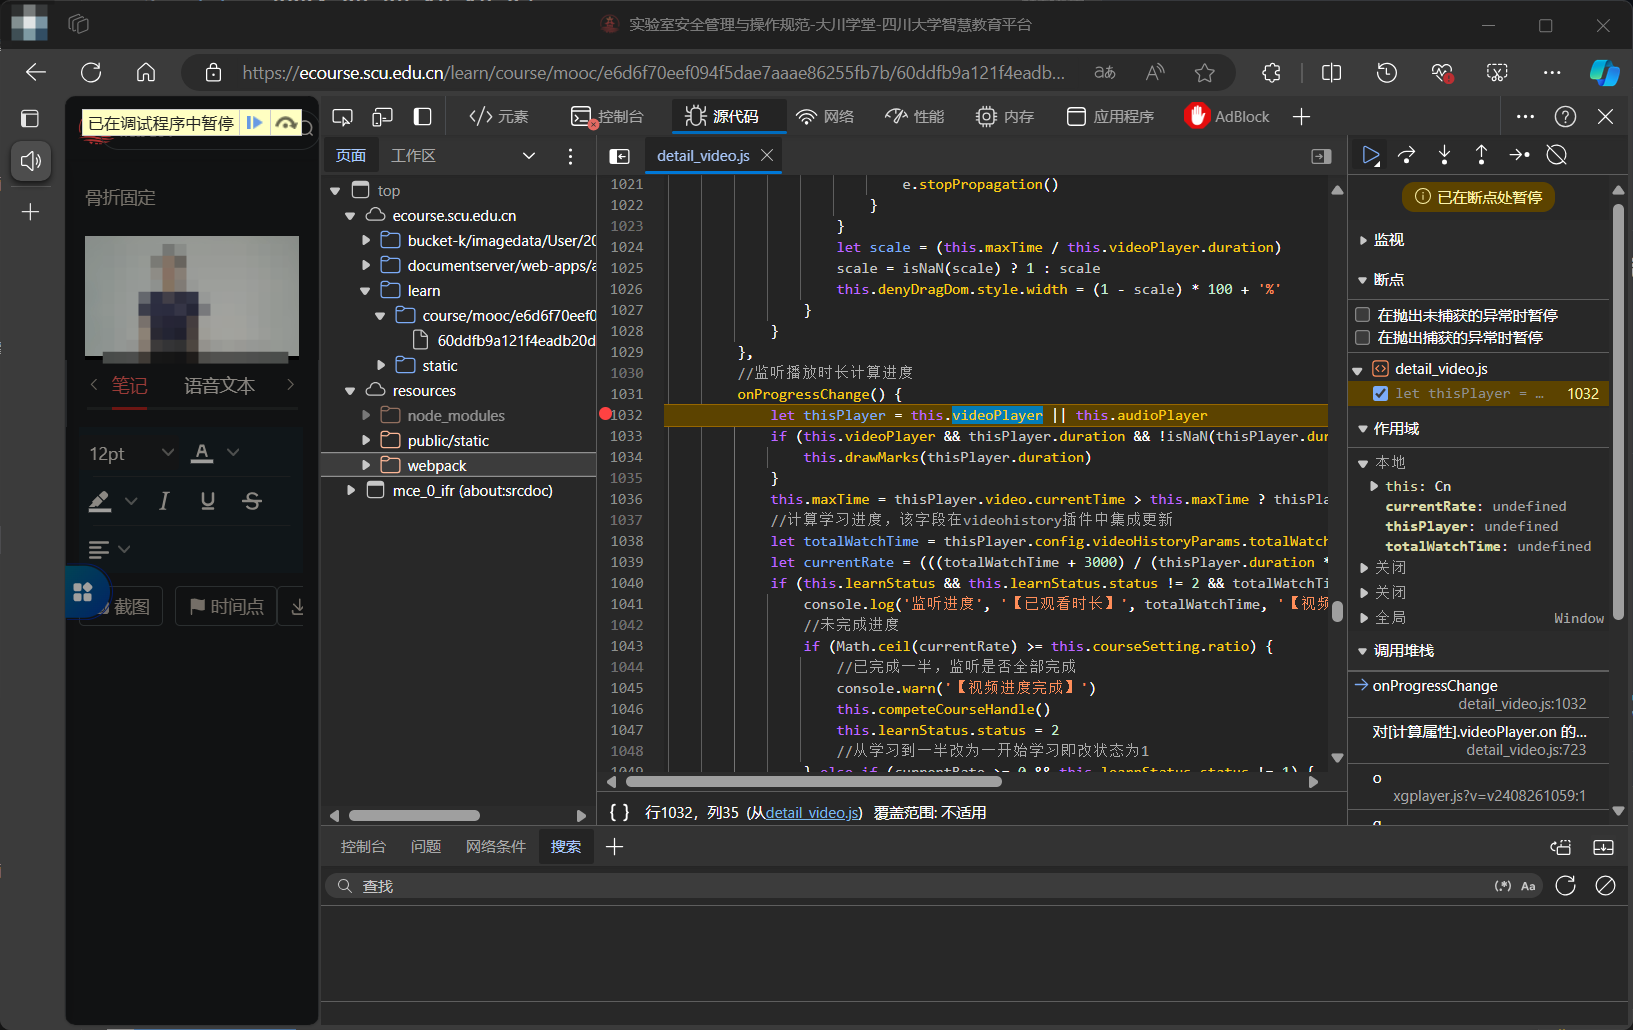 实验室安全管理与操作规范-大川学堂-四川大学智慧教育平台
https://ecourse.scu.edu.cn/learn/course/mooc/e6d6f70eef094f5dae7aaae86255fb7b/60ddfb9a121f4eadb...
已在调试程序中暂停
元素
控制台
源代码
网络
性能
内存
应用程序
AdBlock
骨折固定
笔记
语音文本
12pt
截图
时间点
页面
工作区
top
ecourse.scu.edu.cn
bucket-k/imagedata/User/20
documentserver/web-apps/a
learn
course/mooc/e6d6f70eef0
60ddfb9a121f4eadb20d
static
resources
node_modules
public/static
webpack
mce_0_ifr (about:srcdoc)
detail_video.js
1021 e.stopPropagation()
1022 }
1023 }
1024 let scale = (this.maxTime / this.videoPlayer.duration)
1025 scale = isNaN(scale) ? 1 : scale
1026 this.denyDragDom.style.width = (1 - scale) * 100 + '%'
1027 }
1028 }
1029 },
1030 //监听播放时长计算进度
1031 onProgressChange() {
1032 let thisPlayer = this.videoPlayer || this.audioPlayer
1033 if (this.videoPlayer && thisPlayer.duration && !isNaN(thisPlayer.dur
1034 this.drawMarks(thisPlayer.duration)
1035 }
1036 this.maxTime = thisPlayer.video.currentTime > this.maxTime ? thisPl
1037 //计算学习进度，该字段在videohistory插件中集成更新
1038 let totalWatchTime = thisPlayer.config.videoHistoryParams.totalWatch
1039 let currentRate = (((totalWatchTime + 3000) / (thisPlayer.duration *
1040 if (this.learnStatus && this.learnStatus.status != 2 && totalWatchTi
1041 console.log('监听进度', '【已观看时长】', totalWatchTime, '【视频
1042 //未完成进度
1043 if (Math.ceil(currentRate) >= this.courseSetting.ratio) {
1044 //已完成一半，监听是否全部完成
1045 console.warn('【视频进度完成】')
1046 this.competeCourseHandle()
1047 this.learnStatus.status = 2
1048 //从学习到一半改为一开始学习即改状态为1
1049 } else if (currentRate >= 0 && this.learnStatus.status != 1) {
行1032，列35 (从detail_video.js) 覆盖范围: 不适用
已在断点处暂停
监视
断点
在抛出未捕获的异常时暂停
在抛出捕获的异常时暂停
detail_video.js
let thisPlayer = … 1032
作用域
本地
this: Cn
currentRate: undefined
thisPlayer: undefined
totalWatchTime: undefined
关闭
关闭
全局 Window
调用堆栈
onProgressChange
detail_video.js:1032
对[计算属性].videoPlayer.on 的...
detail_video.js:723
o
xgplayer.js?v=v2408261059:1
控制台
问题
网络条件
搜索
查找
(.*) Aa